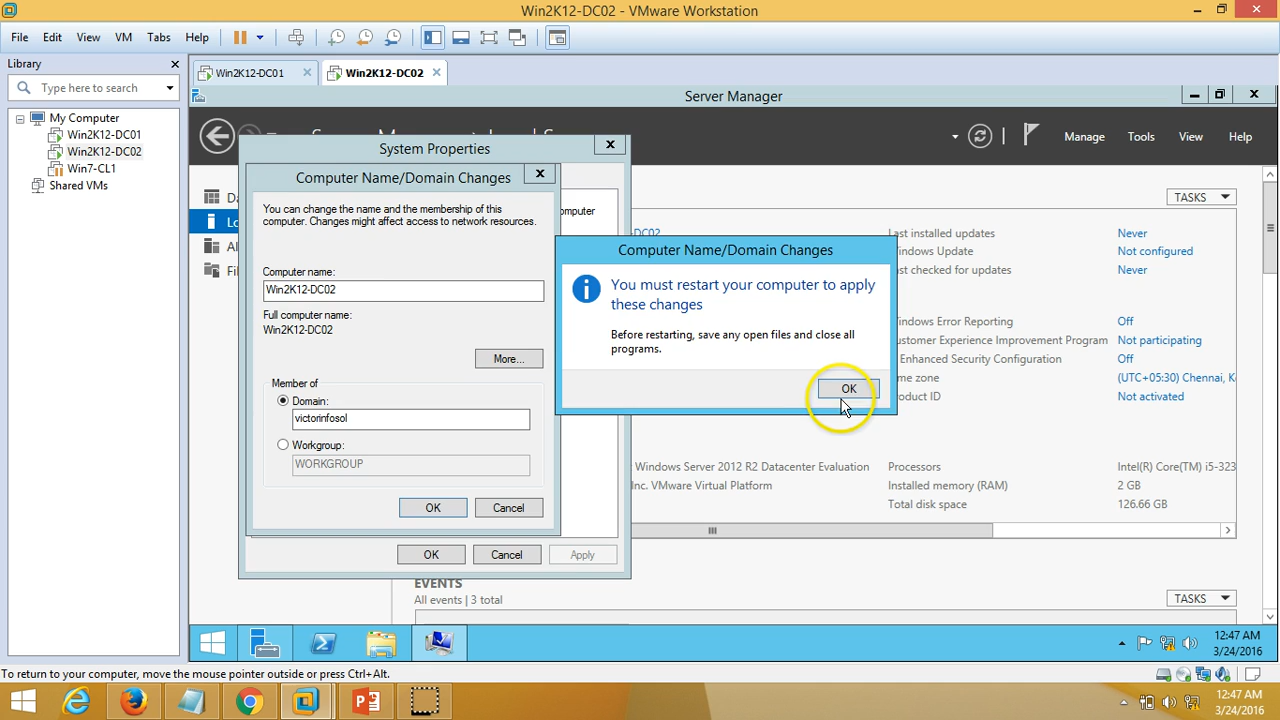 Win2K12-DC02 - VMware Workstation
File Edit View VM Tabs Help
Library
Type here to search
My Computer
Win2K12-DC01
Win2K12-DC02
Win7-CL1
Shared VMs
Win2K12-DC01
Win2K12-DC02
Server Manager
Manage Tools View Help
System Properties
Computer Name/Domain Changes
You can change the name and the membership of this
computer. Changes might affect access to network resources.
Computer name:
Win2K12-DC02
Full computer name:
Win2K12-DC02
More...
Member of
Domain:
victorinfosol
Workgroup:
WORKGROUP
OK Cancel
OK Cancel Apply
Computer Name/Domain Changes
You must restart your computer to apply
these changes
Before restarting, save any open files and close all
programs.
OK
TASKS
Last installed updates Never
Windows Update Not configured
Last checked for updates Never
Windows Error Reporting Off
Customer Experience Improvement Program Not participating
Enhanced Security Configuration Off
Time zone (UTC+05:30) Chennai, K
Product ID Not activated
Windows Server 2012 R2 Datacenter Evaluation Processors Intel(R) Core(TM) i5-323
Inc. VMware Virtual Platform Installed memory (RAM) 2 GB
Total disk space 126.66 GB
EVENTS
All events | 3 total
TASKS
12:47 AM
3/24/2016
To return to your computer, move the mouse pointer outside or press Ctrl+Alt.
12:47 AM
3/24/2016